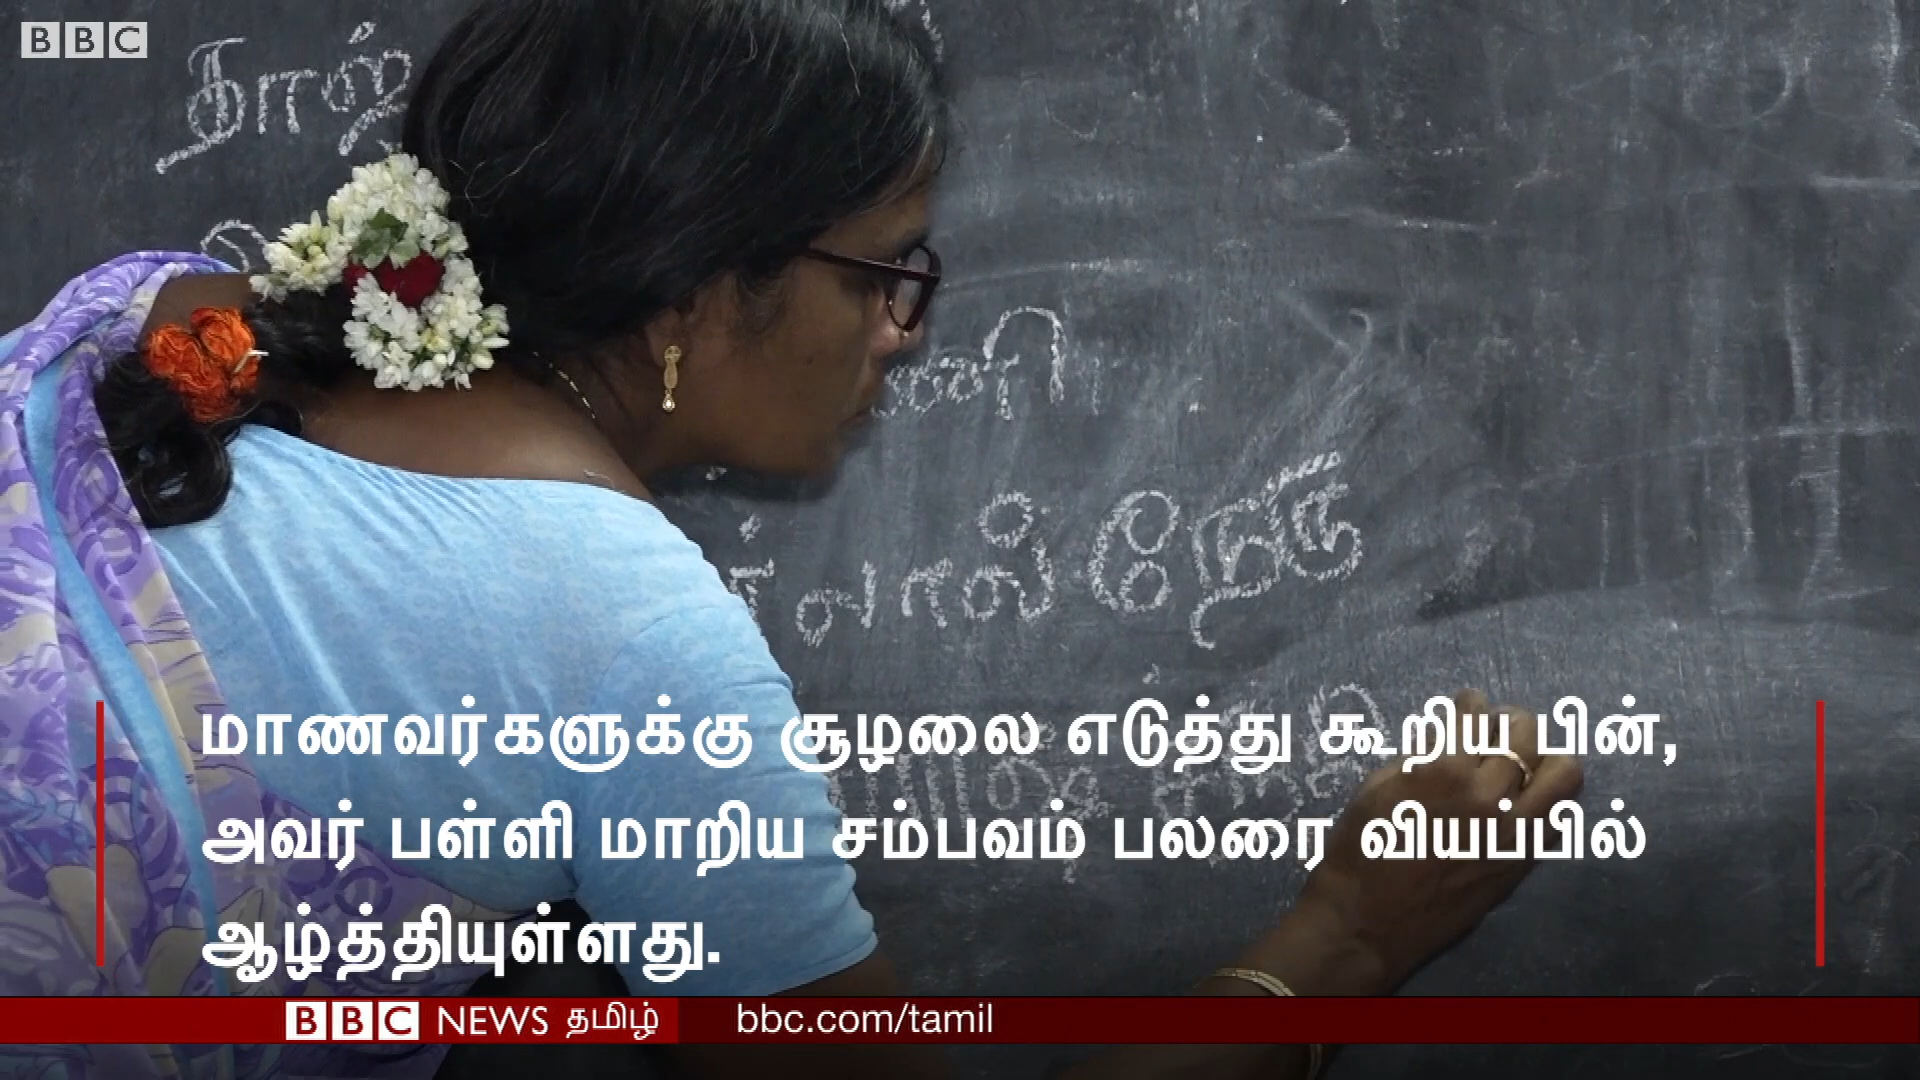 BBC
தாஜ்
லால் நேரு
மாணவர்களுக்கு சூழலை எடுத்து கூறிய பின்,
அவர் பள்ளி மாறிய சம்பவம் பலரை வியப்பில்
ஆழ்த்தியுள்ளது.
BBC NEWS தமிழ் bbc.com/tamil